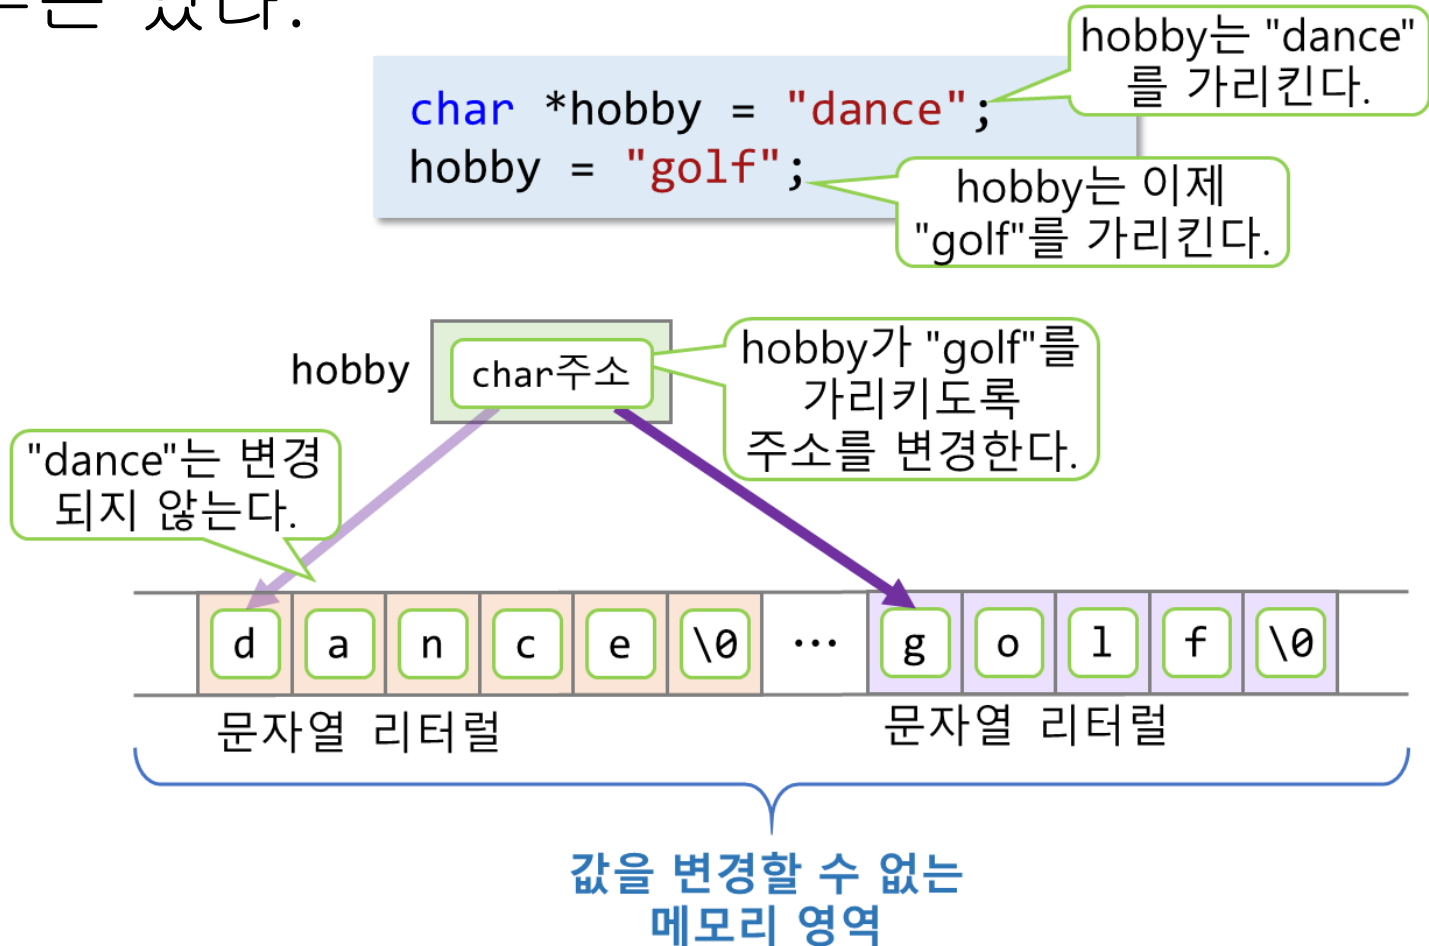 있다.
hobby는 "dance"
를 가리킨다.
char *hobby = "dance";
hobby = "golf";
hobby는 이제
"golf"를 가리킨다.
hobby
char주소
hobby가 "golf"를
가리키도록
주소를 변경한다.
"dance"는 변경
되지 않는다.
d a n c e \0 … g o l f \0
문자열 리터럴
문자열 리터럴
값을 변경할 수 없는
메모리 영역